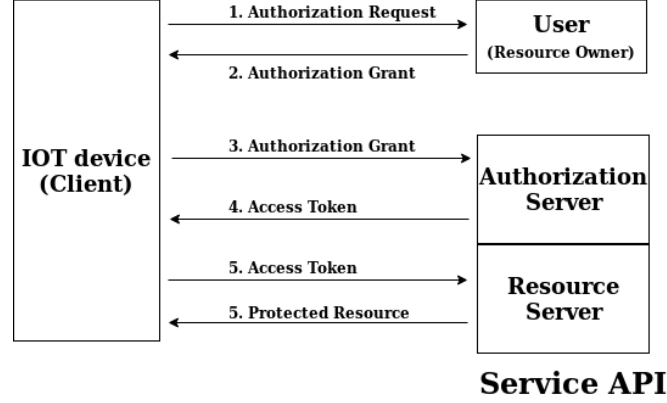 1. Authorization Request
User
(Resource Owner)
2. Authorization Grant
IOT device
(Client)
3. Authorization Grant
Authorization
Server
4. Access Token
5. Access Token
Resource
Server
5. Protected Resource
Service API